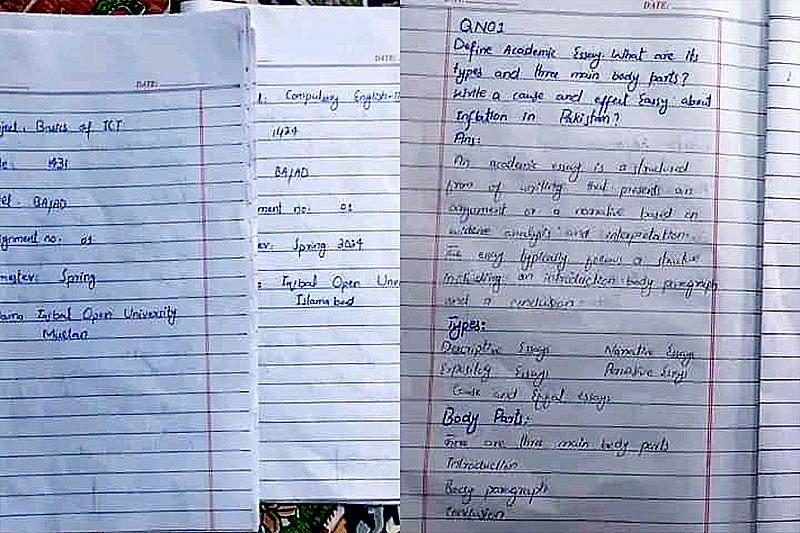 DATE:
ject. Basics of ICT
de: 1431
el. BA/AD
ignment no: 01
mester: Spring
lama Iqbal Open University
Multan
DATE:
t: Compulsory English-I
1424
BA/AD
ment no: 01
er: Spring 2024
: Iqbal Open Unv
Islamabad
DATE:
QN01
Define Academic Essay. What are its
types and three main body parts?
write a cause and effect Essay about
Inflation in Pakistan?
Ans:
An academic essay is a structured
form of writing that presents an
argument or a narrative based on
evidence analysis and interpretation.
The essay typically follows a structure
including an introduction body paragraph
and a conclusion
Types:
Descriptive Essays Narrative Essays
Expository Essays Persuasive Essays
Cause and Effect essays
Body Parts:
There are three main body parts
Introduction
Body paragraph
Conclusion